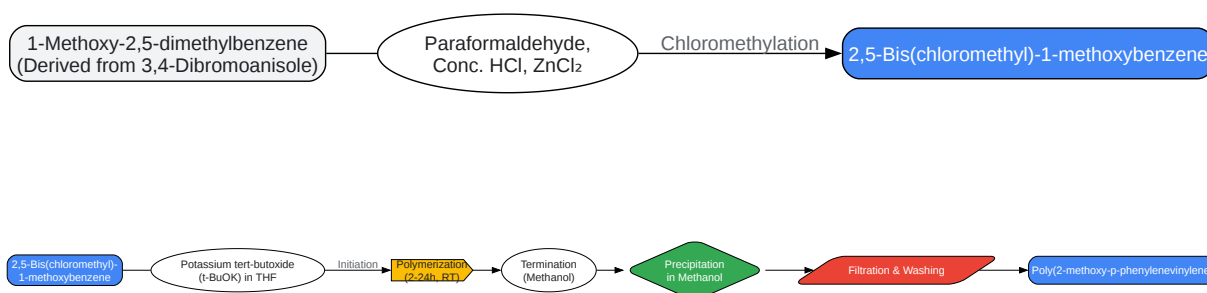 1-Methoxy-2,5-dimethylbenzene
(Derived from 3,4-Dibromoanisole)
Paraformaldehyde,
Conc. HCl, ZnCl₂
Chloromethylation
2,5-Bis(chloromethyl)-1-methoxybenzene
2,5-Bis(chloromethyl)-
1-methoxybenzene
Potassium tert-butoxide
(t-BuOK) in THF
Initiation
Polymerization
(2-24h, RT)
Termination
(Methanol)
Precipitation
in Methanol
Filtration & Washing
Poly(2-methoxy-p-phenylenevinylene